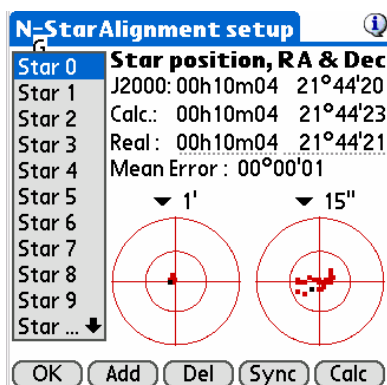 N-StarAlignment setup
G
Star position, RA & Dec
Star 0
Star 1
Star 2
Star 3
Star 4
Star 5
Star 6
Star 7
Star 8
Star 9
Star ...
J2000: 00h10m04 21°44'20
Calc.: 00h10m04 21°44'23
Real : 00h10m04 21°44'21
Mean Error : 00°00'01
1' 15"
OK Add Del Sync Calc